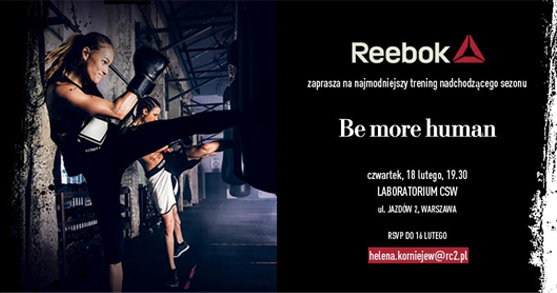 Reebok
zaprasza na najmodniejszy trening nadchodzącego sezonu
Be more human
czwartek, 18 lutego, 19.30
LABORATORIUM CSW
ul. JAZDÓW 2, WARSZAWA
RSVP DO 16 LUTEGO
helena.korniejew@rc2.pl